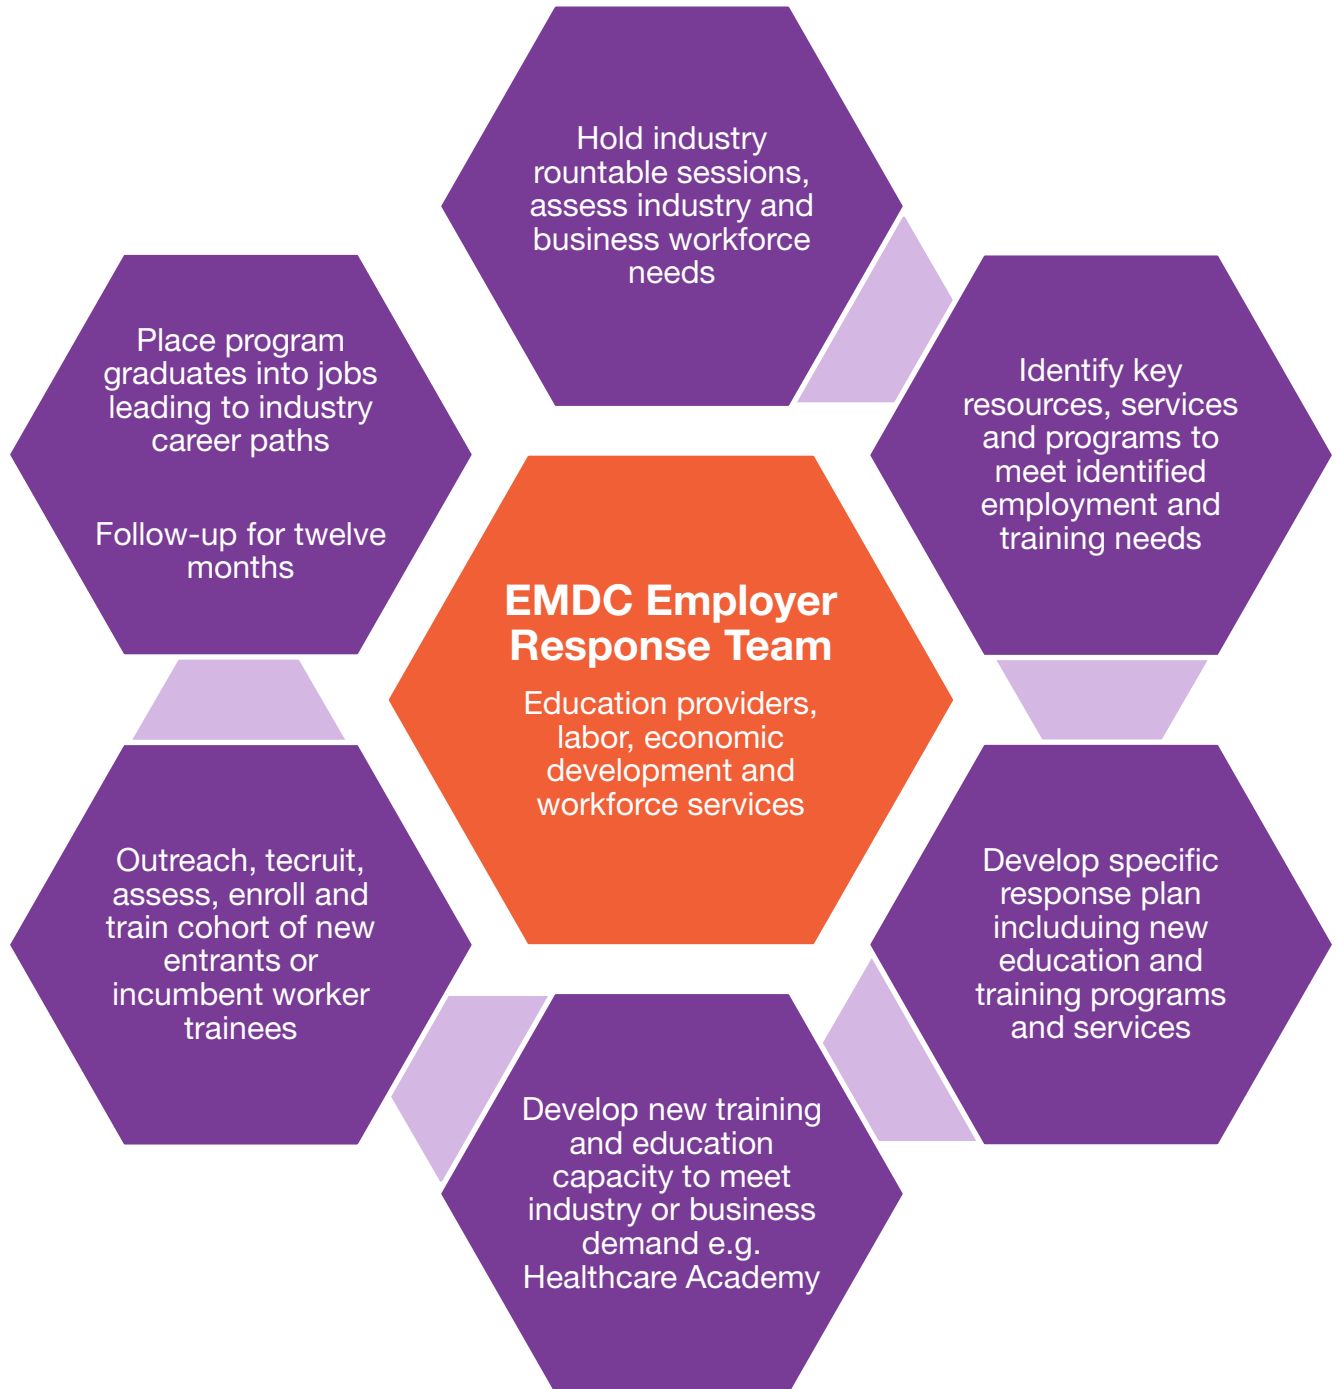 Hold industry
rountable sessions,
assess industry and
business workforce
needs
Identify key
resources, services
and programs to
meet identified
employment and
training needs
Develop specific
response plan
includuing new
education and
training programs
and services
Develop new training
and education
capacity to meet
industry or business
demand e.g.
Healthcare Academy
Outreach, tecruit,
assess, enroll and
train cohort of new
entrants or
incumbent worker
trainees
Place program
graduates into jobs
leading to industry
career paths
Follow-up for twelve
months
EMDC Employer
Response Team
Education providers,
labor, economic
development and
workforce services